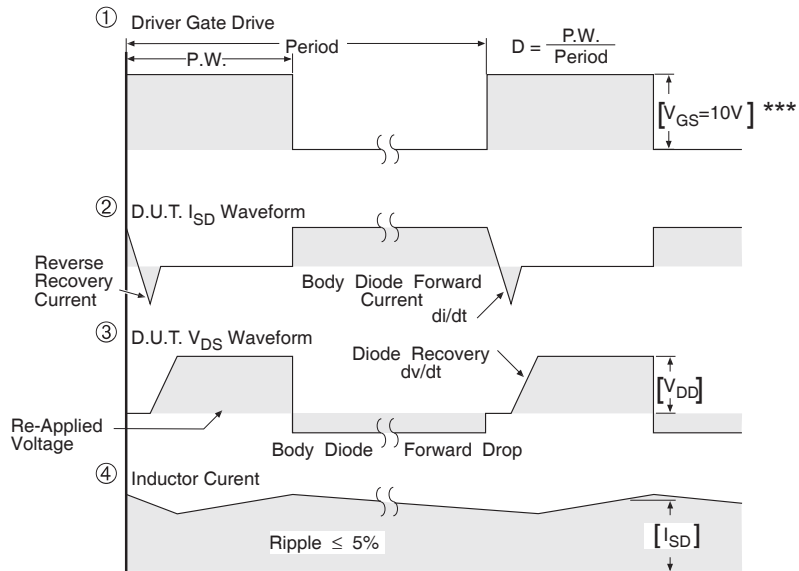 ① Driver Gate Drive
Period
P.W.
D = P.W. / Period
[VGS=10V] ***
② D.U.T. ISD Waveform
Reverse
Recovery
Current
Body Diode Forward
Current
di/dt
③ D.U.T. VDS Waveform
Diode Recovery
dv/dt
[VDD]
Re-Applied
Voltage
Body Diode Forward Drop
④ Inductor Curent
Ripple ≤ 5%
[ISD]